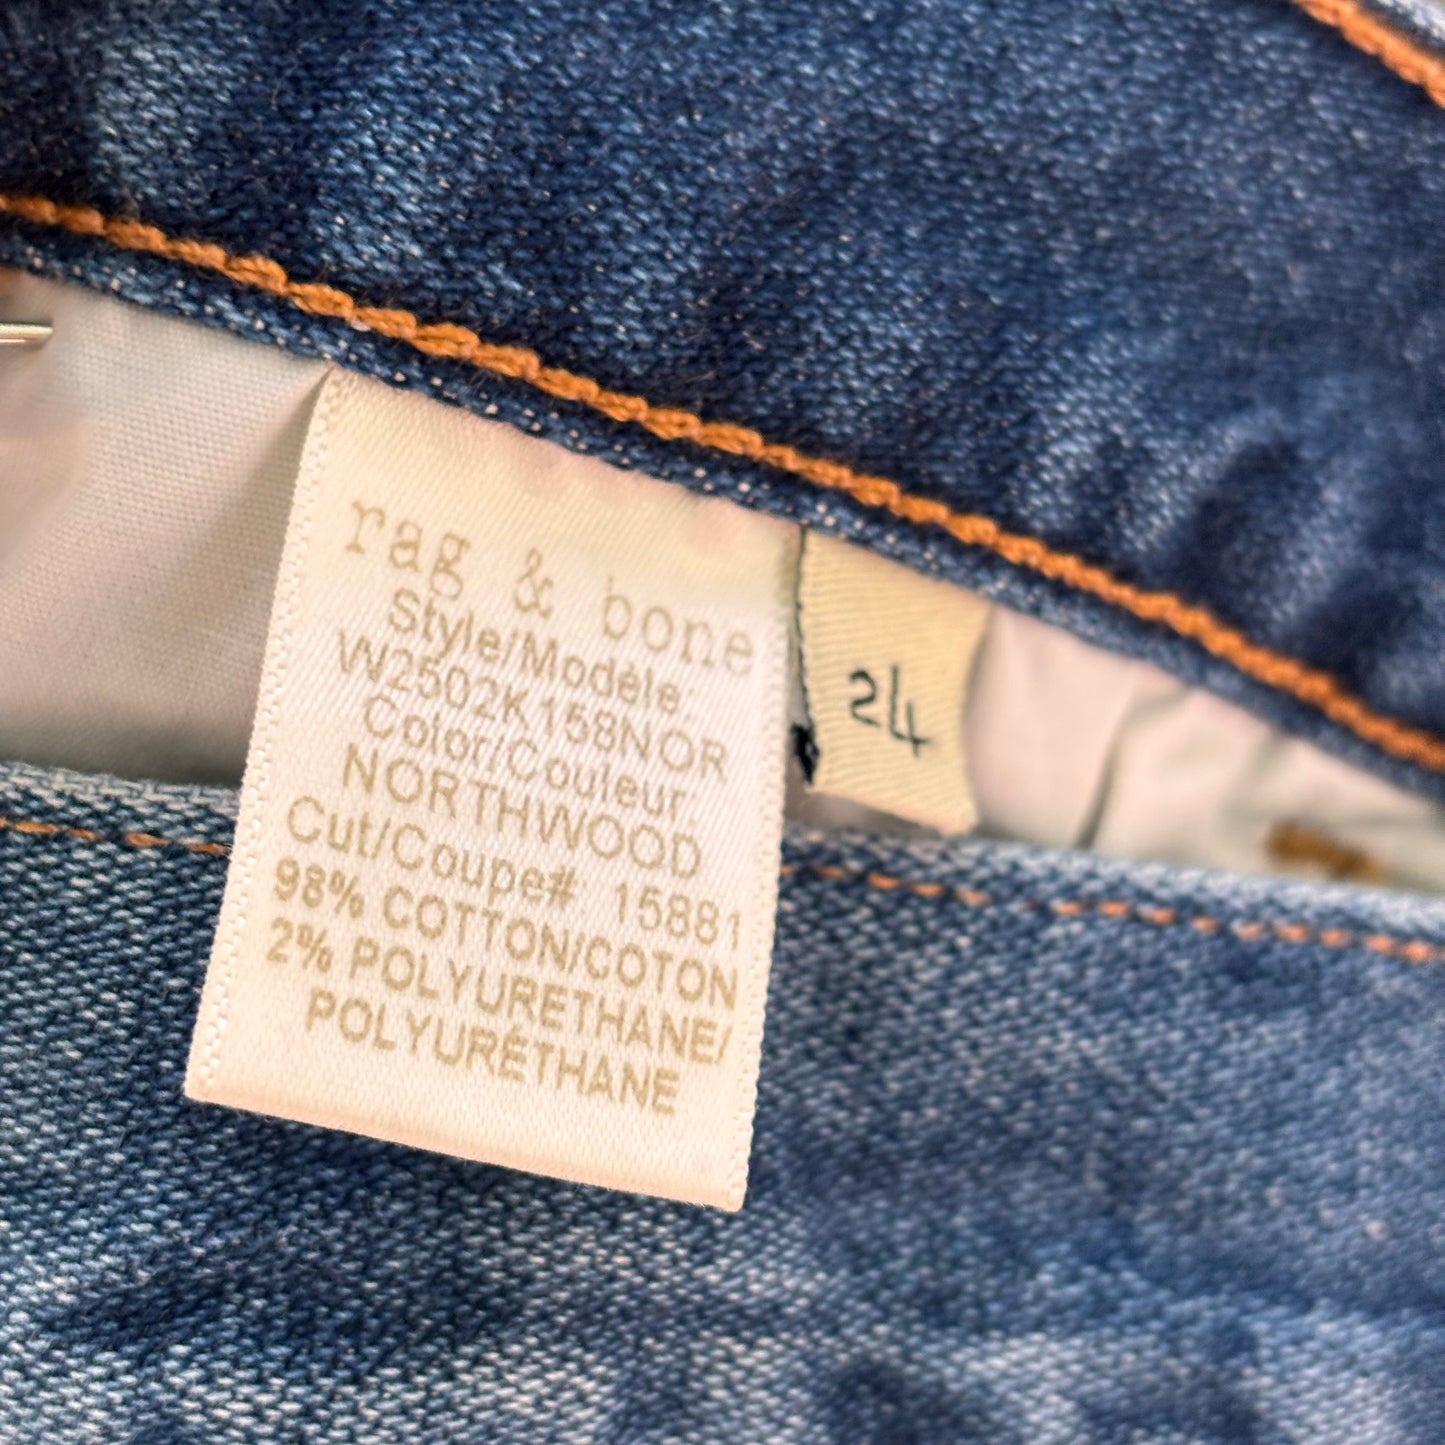 rag & bone
Style/Modèle:
W2502K158NOR
Color/Couleur:
NORTHWOOD
Cut/Coupe#: 15881
98% COTTON/COTON
2% POLYURETHANE/
POLYURÉTHANE
24